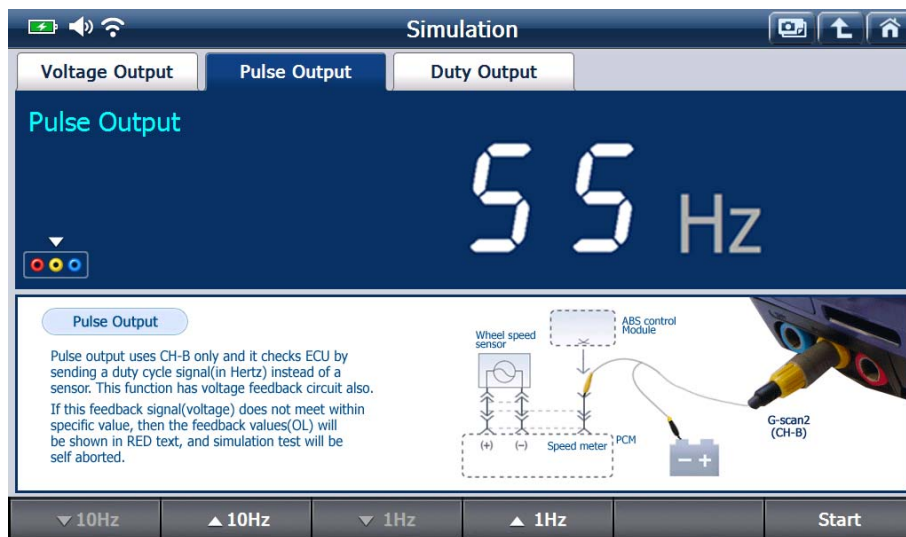 Simulation
Voltage Output
Pulse Output
Duty Output
Pulse Output
55 Hz
Pulse Output
Pulse output uses CH-B only and it checks ECU by
sending a duty cycle signal(in Hertz) instead of a
sensor. This function has voltage feedback circuit also.
If this feedback signal(voltage) does not meet within
specific value, then the feedback values(OL) will
be shown in RED text, and simulation test will be
self aborted.
Wheel speed
sensor
ABS control
Module
(+)
(-)
Speed meter
PCM
- +
G-scan2
(CH-B)
▼10Hz
▲10Hz
▼ 1Hz
▲ 1Hz
Start